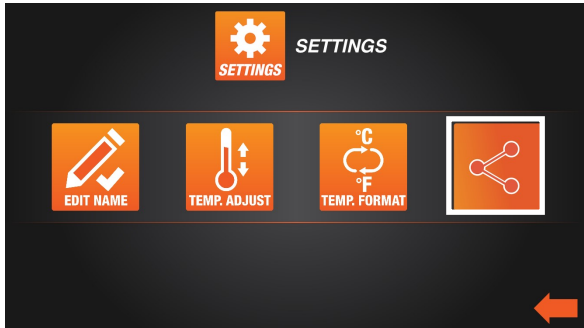 SETTINGS
SETTINGS
EDIT NAME
TEMP. ADJUST
°C
°F
TEMP. FORMAT